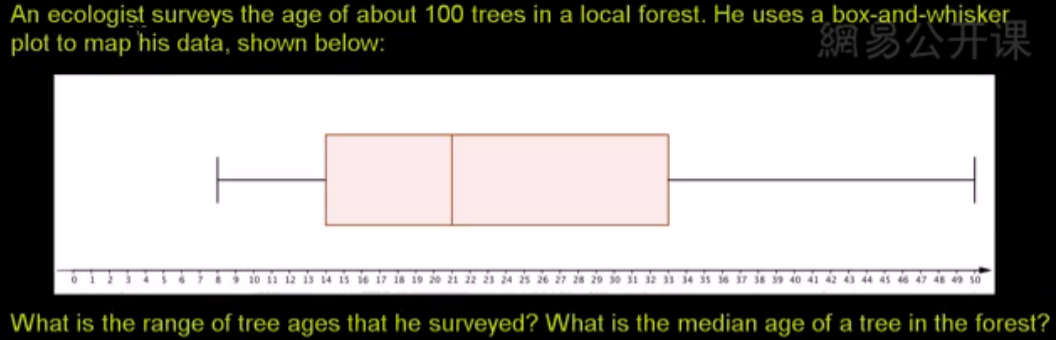 An ecologist surveys the age of about 100 trees in a local forest. He uses a box-and-whisker
plot to map his data, shown below:
網易公开课
0 1 2 3 4 5 6 7 8 9 10 11 12 13 14 15 16 17 18 19 20 21 22 23 24 25 26 27 28 29 30 31 32 33 34 35 36 37 38 39 40 41 42 43 44 45 46 47 48 49 50
What is the range of tree ages that he surveyed? What is the median age of a tree in the forest?